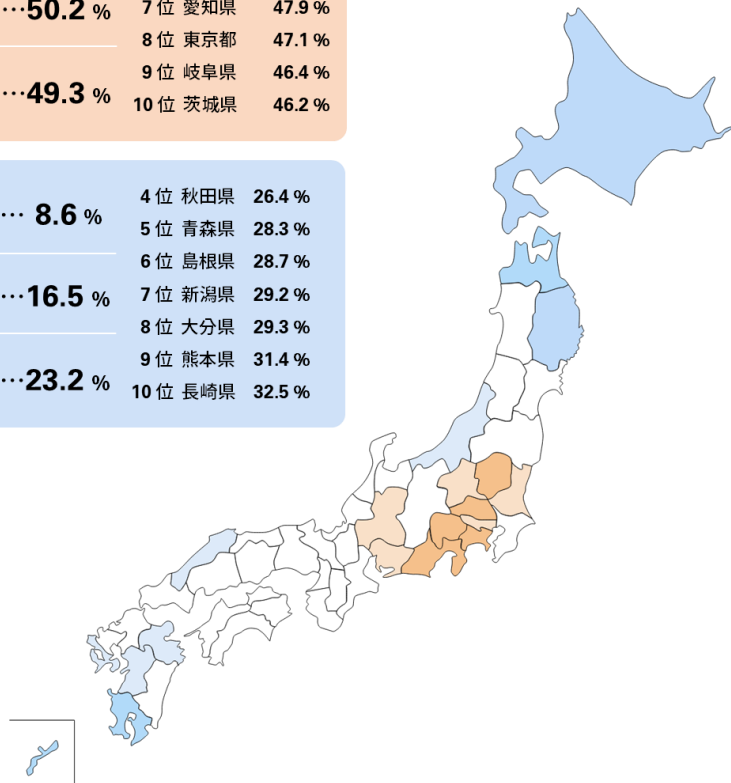 …50.2 %
…49.3 %
7 位 愛知県 47.9 %
8 位 東京都 47.1 %
9 位 岐阜県 46.4 %
10 位 茨城県 46.2 %
… 8.6 %
…16.5 %
…23.2 %
4 位 秋田県 26.4 %
5 位 青森県 28.3 %
6 位 島根県 28.7 %
7 位 新潟県 29.2 %
8 位 大分県 29.3 %
9 位 熊本県 31.4 %
10 位 長崎県 32.5 %